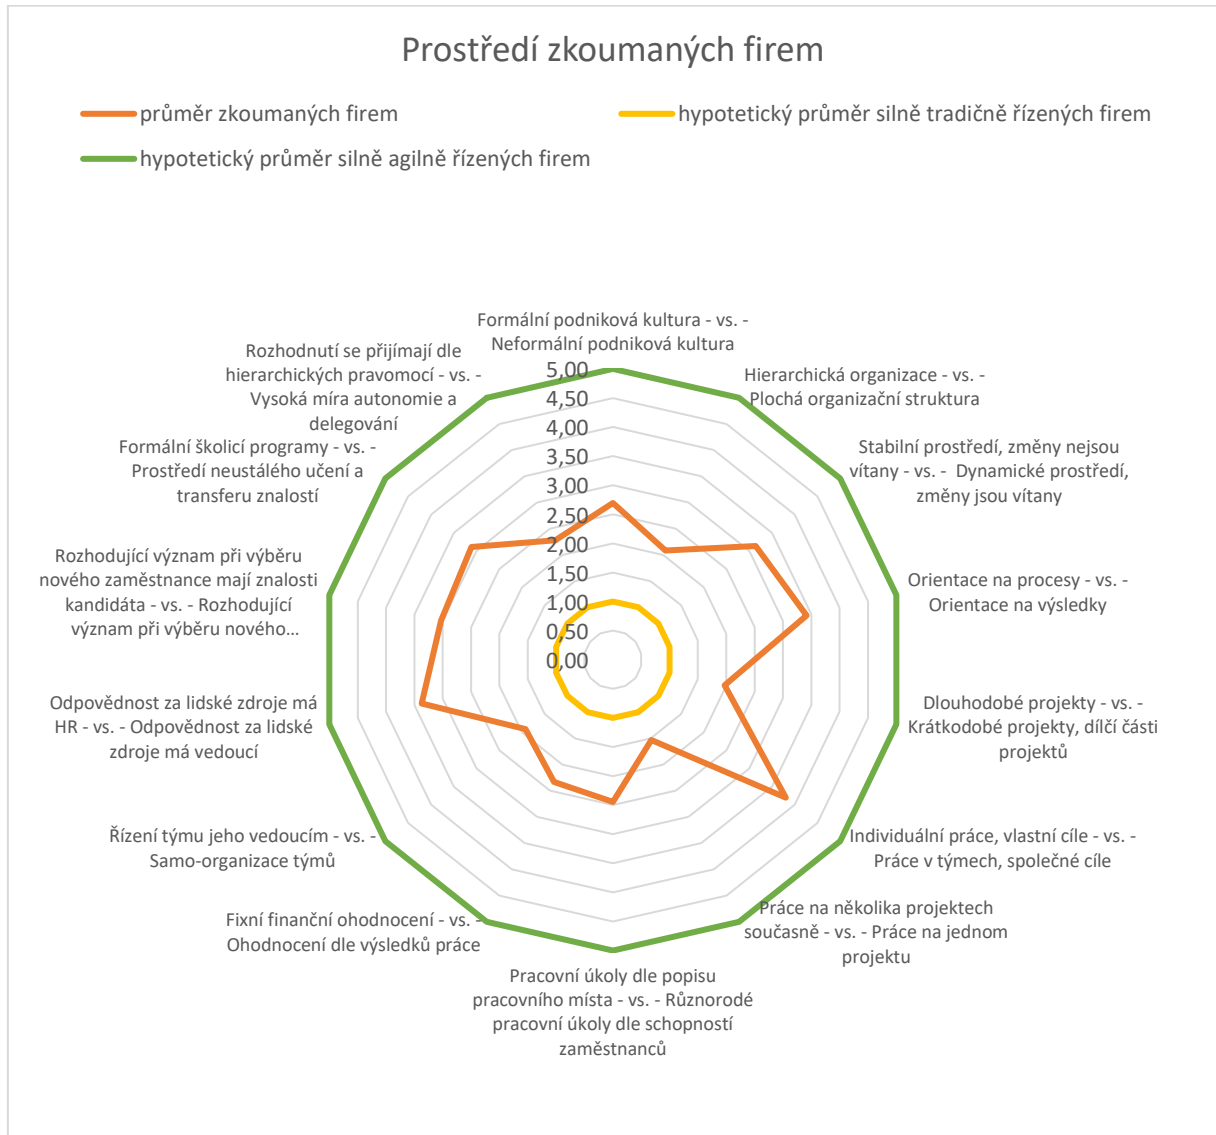 Prostředí zkoumaných firem
průměr zkoumaných firem
hypotetický průměr silně tradičně řízených firem
hypotetický průměr silně agilně řízených firem
Formální podniková kultura - vs. -
Neformální podniková kultura
Hierarchická organizace - vs. -
Plochá organizační struktura
Stabilní prostředí, změny nejsou
vítany - vs. - Dynamické prostředí,
změny jsou vítany
Orientace na procesy - vs. -
Orientace na výsledky
Dlouhodobé projekty - vs. -
Krátkodobé projekty, dílčí části
projektů
Individuální práce, vlastní cíle - vs. -
Práce v týmech, společné cíle
Práce na několika projektech
současně - vs. - Práce na jednom
projektu
Pracovní úkoly dle popisu
pracovního místa - vs. - Různorodé
pracovní úkoly dle schopností
zaměstnanců
Fixní finanční ohodnocení - vs. -
Ohodnocení dle výsledků práce
Řízení týmu jeho vedoucím - vs. -
Samo-organizace týmů
Odpovědnost za lidské zdroje má
HR - vs. - Odpovědnost za lidské
zdroje má vedoucí
Rozhodující význam při výběru
nového zaměstnance mají znalosti
kandidáta - vs. - Rozhodující
význam při výběru nového...
Formální školicí programy - vs. -
Prostředí neustálého učení a
transferu znalostí
Rozhodnutí se přijímají dle
hierarchických pravomocí - vs. -
Vysoká míra autonomie a
delegování
5,00
4,50
4,00
3,50
3,00
2,50
2,00
1,50
1,00
0,50
0,00